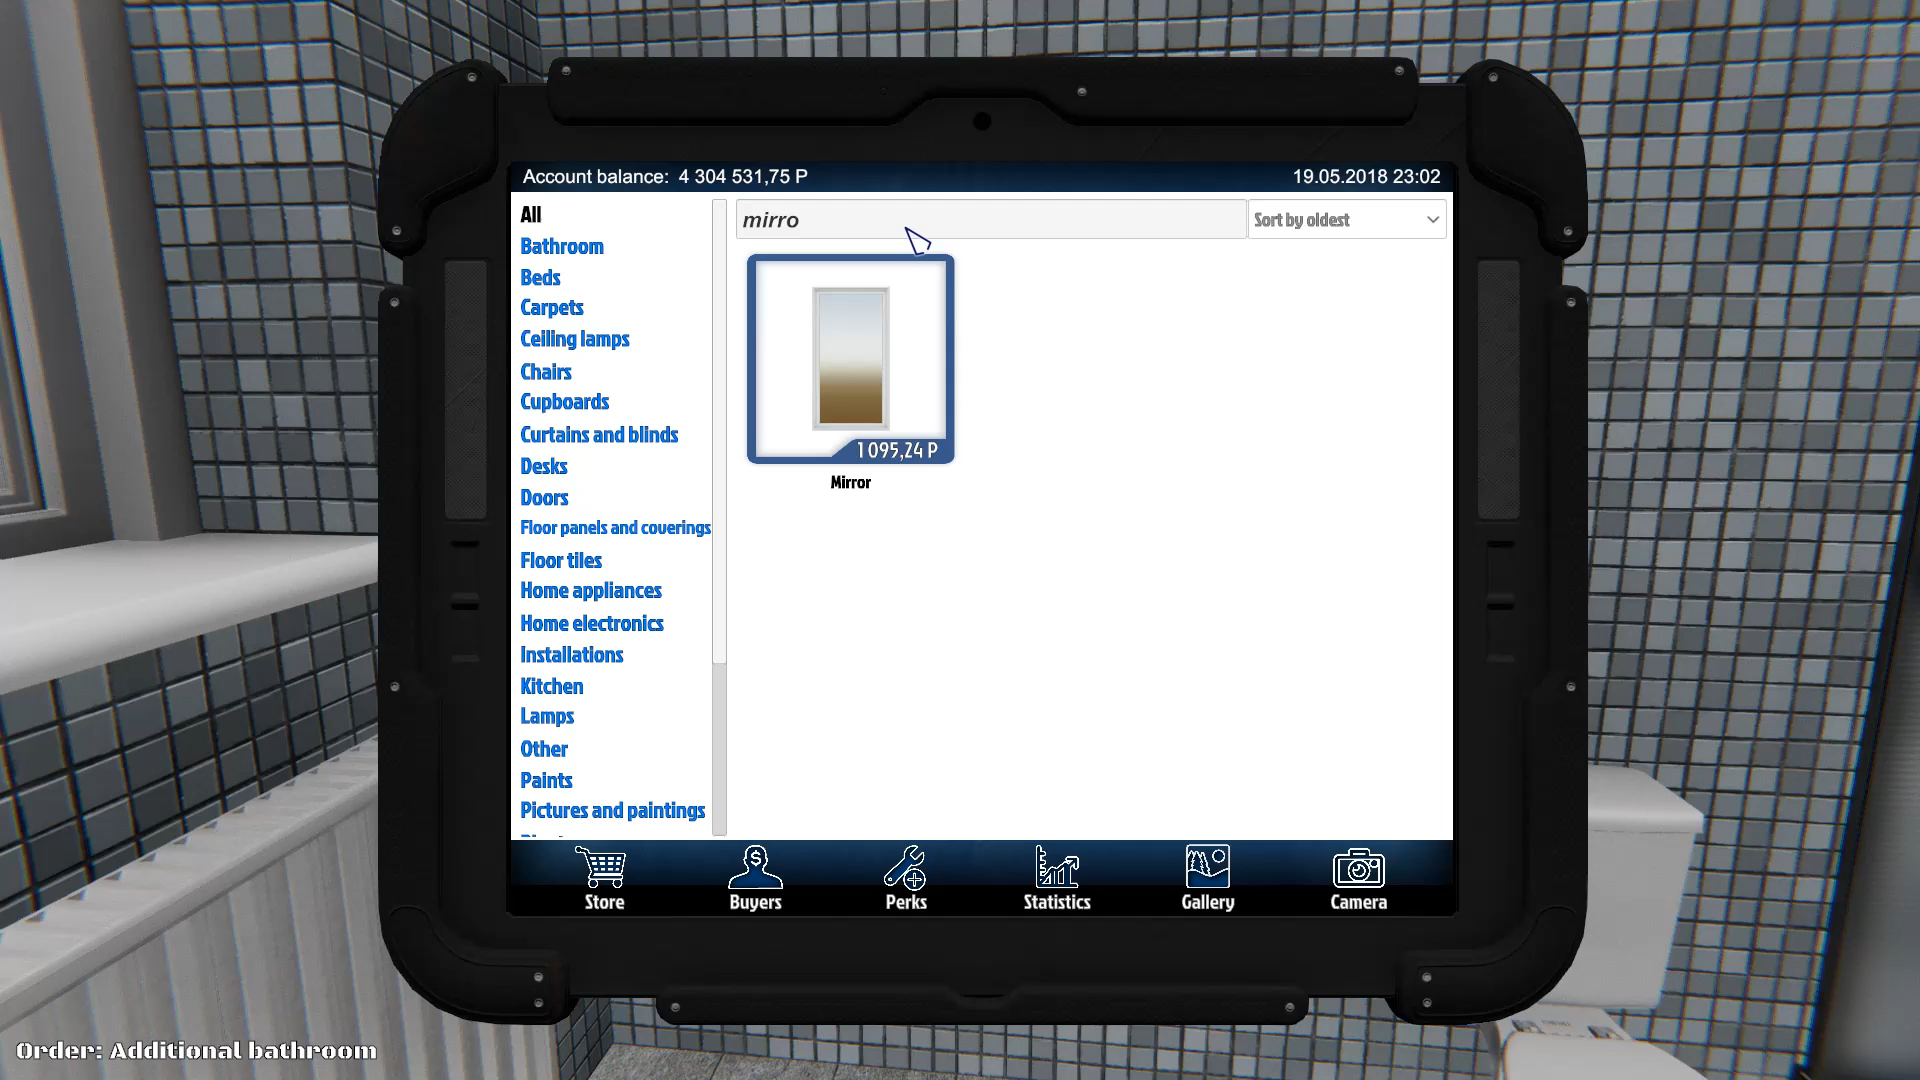 Account balance: 4 304 531,75 P
19.05.2018 23:02
All
Bathroom
Beds
Carpets
Ceiling lamps
Chairs
Cupboards
Curtains and blinds
Desks
Doors
Floor panels and coverings
Floor tiles
Home appliances
Home electronics
Installations
Kitchen
Lamps
Other
Paints
Pictures and paintings
mirro
Sort by oldest
1 095,24 P
Mirror
Store
Buyers
Perks
Statistics
Gallery
Camera
Order: Additional bathroom